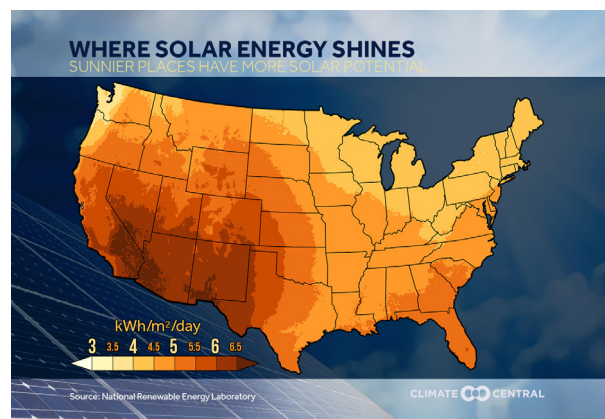 WHERE SOLAR ENERGY SHINES
SUNNIER PLACES HAVE MORE SOLAR POTENTIAL
kWh/m²/day
3 3.5 4 4.5 5 5.5 6 6.5
Source: National Renewable Energy Laboratory
CLIMATE CENTRAL